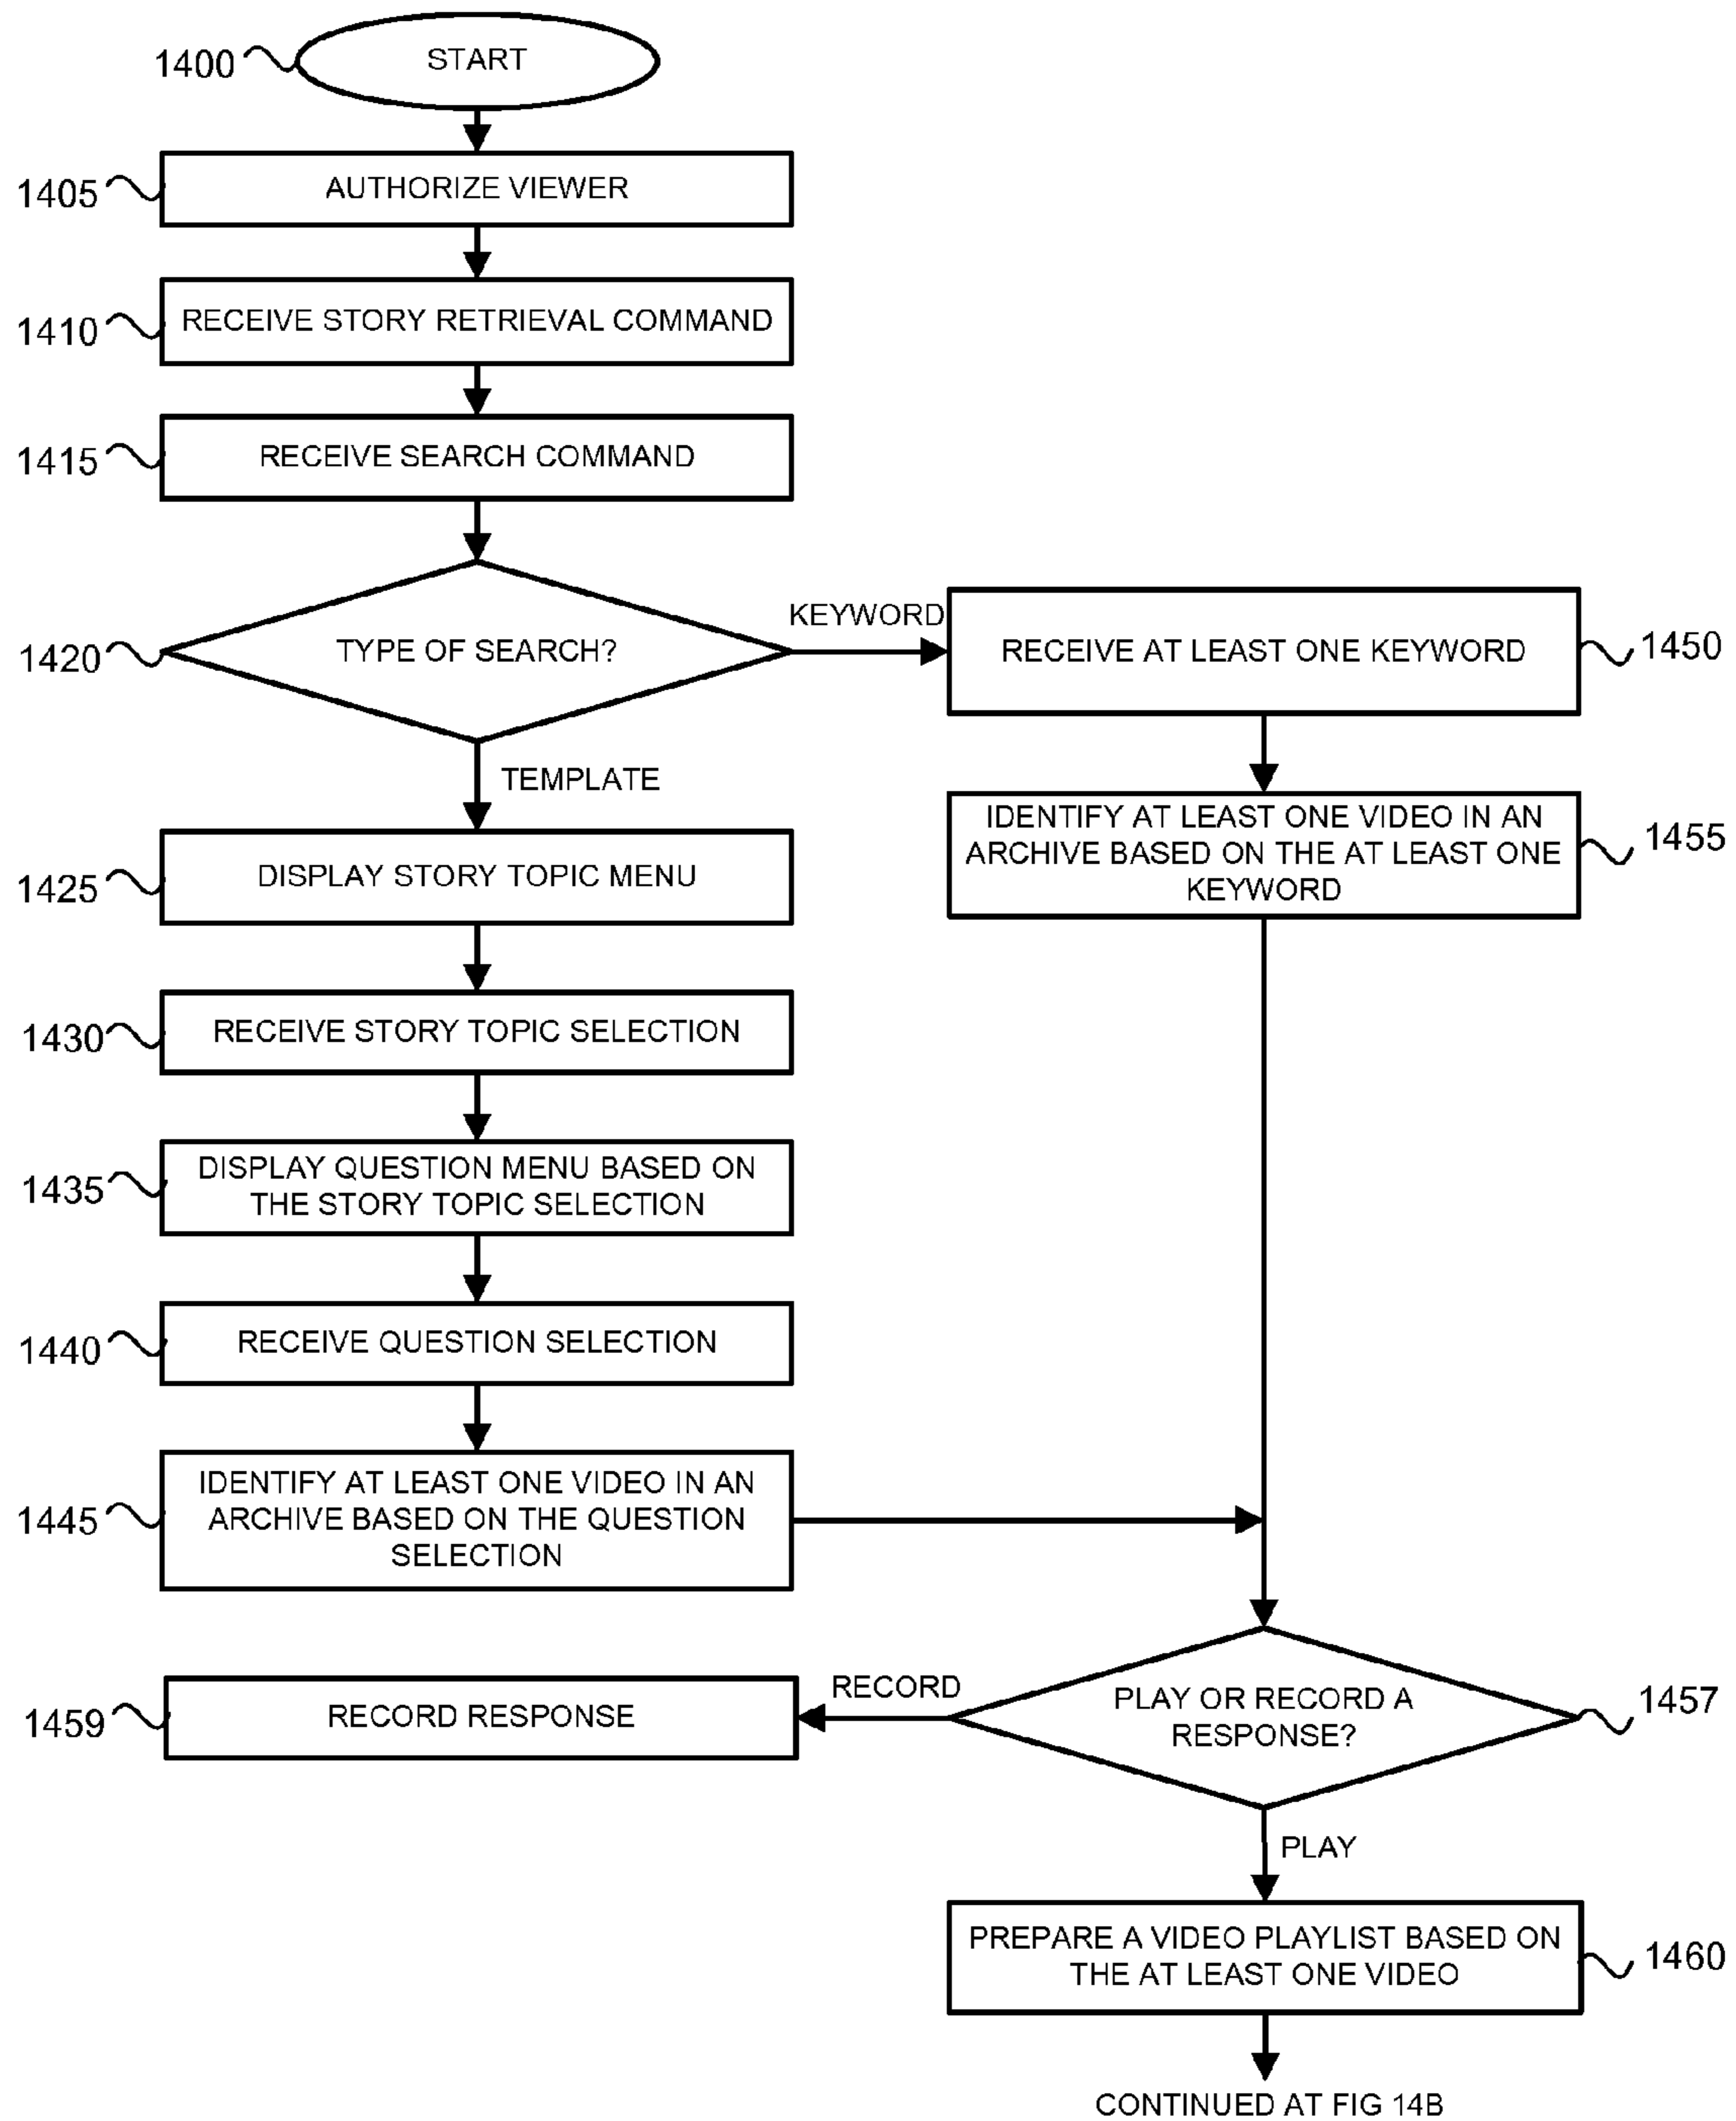 1400
START
1405
AUTHORIZE VIEWER
1410
RECEIVE STORY RETRIEVAL COMMAND
1415
RECEIVE SEARCH COMMAND
1420
TYPE OF SEARCH?
KEYWORD
RECEIVE AT LEAST ONE KEYWORD
1450
TEMPLATE
IDENTIFY AT LEAST ONE VIDEO IN AN
ARCHIVE BASED ON THE AT LEAST ONE
KEYWORD
1455
1425
DISPLAY STORY TOPIC MENU
1430
RECEIVE STORY TOPIC SELECTION
1435
DISPLAY QUESTION MENU BASED ON
THE STORY TOPIC SELECTION
1440
RECEIVE QUESTION SELECTION
1445
IDENTIFY AT LEAST ONE VIDEO IN AN
ARCHIVE BASED ON THE QUESTION
SELECTION
1459
RECORD RESPONSE
RECORD
PLAY OR RECORD A
RESPONSE?
1457
PLAY
PREPARE A VIDEO PLAYLIST BASED ON
THE AT LEAST ONE VIDEO
1460
CONTINUED AT FIG 14B